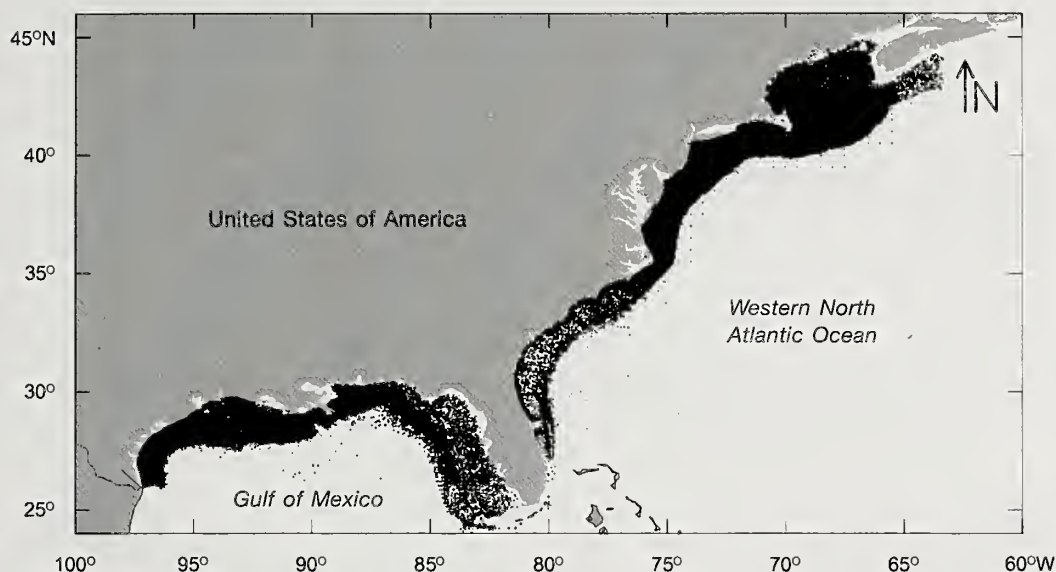 45°N
N
40°
United States of America
35°
Western North
Atlantic Ocean
30°
Gulf of Mexico
25°
100° 95° 90° 85° 80° 75° 70° 65° 60°W